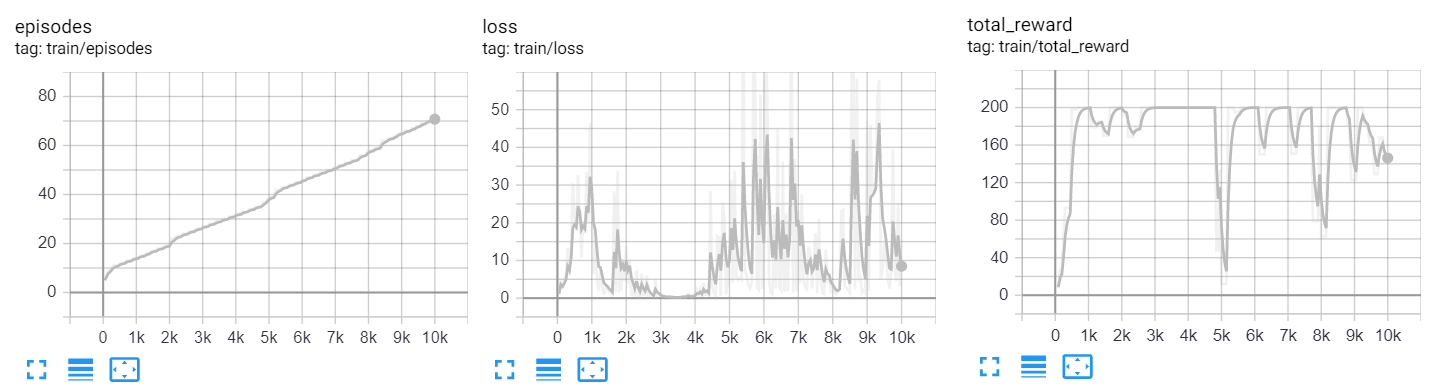 episodes
tag: train/episodes
80
60
40
20
0
0 1k 2k 3k 4k 5k 6k 7k 8k 9k 10k
loss
tag: train/loss
50
40
30
20
10
0
0 1k 2k 3k 4k 5k 6k 7k 8k 9k 10k
total_reward
tag: train/total_reward
200
160
120
80
40
0
0 1k 2k 3k 4k 5k 6k 7k 8k 9k 10k